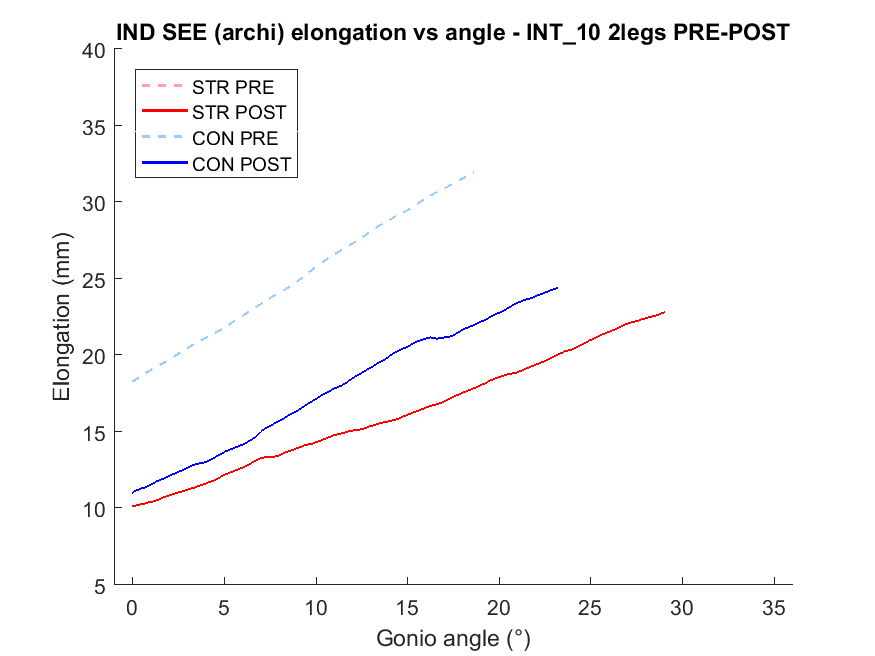 IND SEE (archi) elongation vs angle - INT_10 2legs PRE-POST
40
35
30
25
20
15
10
5
Elongation (mm)
STR PRE
STR POST
CON PRE
CON POST
0 5 10 15 20 25 30 35
Gonio angle (°)